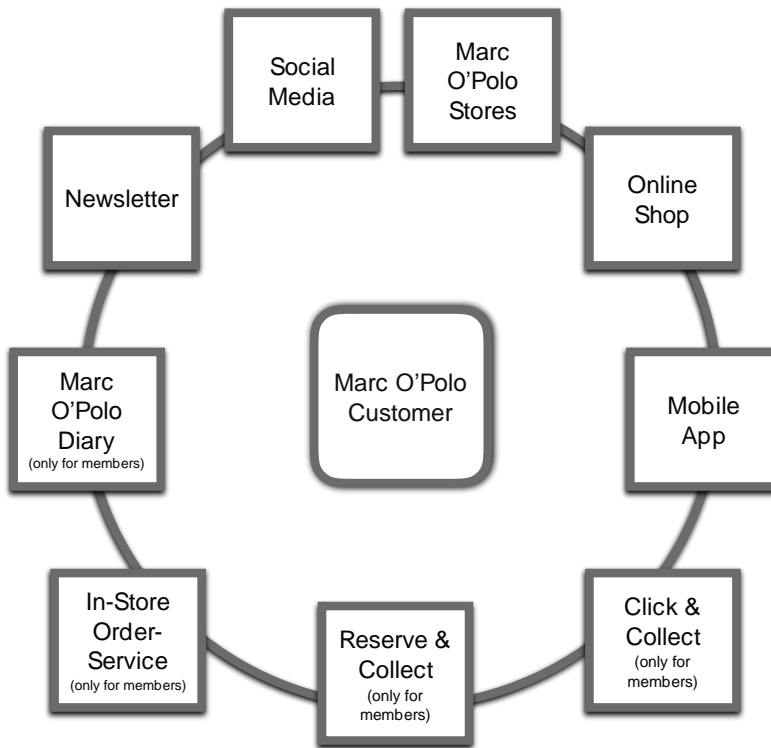 Social
Media
Marc
O’Polo
Stores
Newsletter
Online
Shop
Marc
O’Polo
Diary
(only for members)
Marc O’Polo
Customer
Mobile
App
In-Store
Order-
Service
(only for members)
Reserve &
Collect
(only for
members)
Click &
Collect
(only for
members)